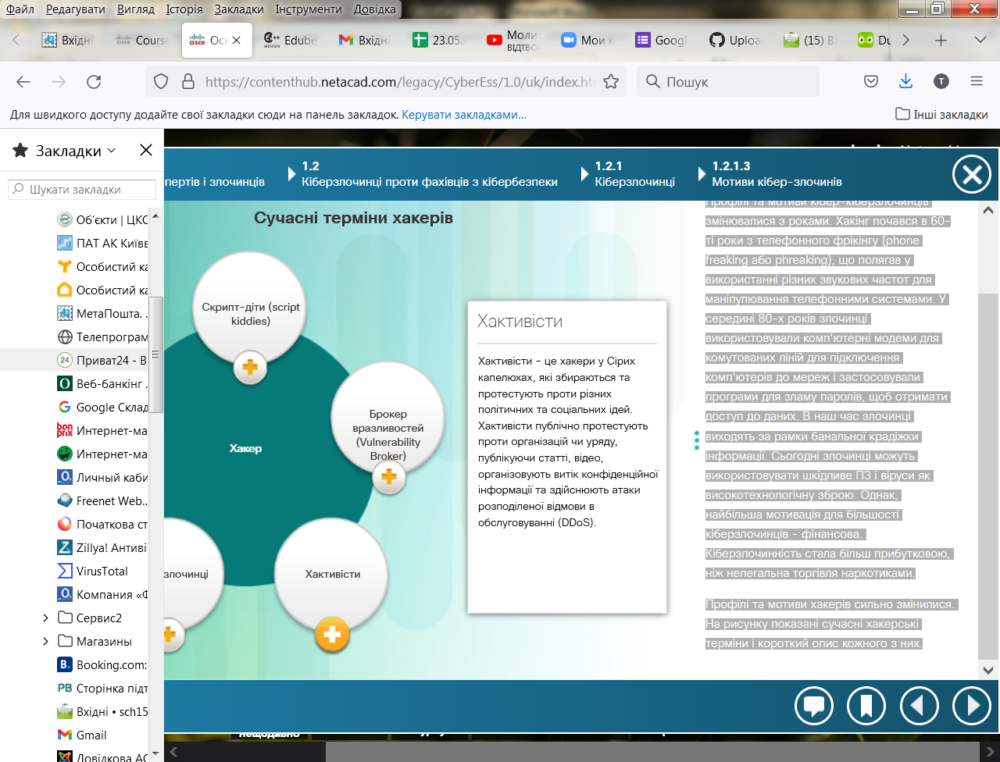 Файл Редагувати Вигляд Історія Закладки Інструменти Довідка
Вхідні
Course
Осн
Edube
Вхідні
23.05.
Молит
ВІДТВО
Мои к
Googl
Uploa
(15) В
Du
https://contenthub.netacad.com/legacy/CyberEss/1.0/uk/index.ht
Пошук
Для швидкого доступу додайте свої закладки сюди на панель закладок. Керувати закладками...
Інші закладки
Закладки
Шукати закладки
Об'єкти | ЦКС
ПАТ АК Київв
Особистий ка
Особистий ка
МетаПошта. .
Телепрограм
Приват24 - В
Веб-банкінг .
Google Склад
Интернет-ма
Интернет-ма
Личный каби
Freenet Web..
Початкова ст
Zillya! Антиві
VirusTotal
Компания «Ф
Сервис2
Магазины
Booking.com:
Сторінка підт
Вхідні • sch15
Gmail
Довідкова АС
пертів і злочинців
1.2
Кіберзлочинці проти фахівців з кібербезпеки
1.2.1
Кіберзлочинці
1.2.1.3
Мотиви кібер-злочинів
Сучасні терміни хакерів
Скрипт-діти (script
kiddies)
Брокер
вразливостей
(Vulnerability
Broker)
Хакер
злочинці
Хактивісти
Хактивісти
Хактивісти - це хакери у Сірих
капелюхах, які збираються та
протестують проти різних
політичних та соціальних ідей.
Хактивісти публічно протестують
проти організацій чи уряду,
публікуючи статті, відео,
організовують витік конфіденційної
інформації та здійснюють атаки
розподіленої відмови в
обслуговуванні (DDoS).
Профілі та мотиви кібер-кіберзлочинців
змінювалися з роками. Хакінг почався в 60-
ті роки з телефонного фрікінгу (phone
freaking або phreaking), що полягав у
використанні різних звукових частот для
маніпулювання телефонними системами. У
середині 80-х років злочинці
використовували комп'ютерні модеми для
комутованих ліній для підключення
комп'ютерів до мереж і застосовували
програми для зламу паролів, щоб отримати
доступ до даних. В наш час злочинці
виходять за рамки банальної крадіжки
інформації. Сьогодні злочинці можуть
використовувати шкідливе ПЗ і віруси як
високотехнологічну зброю. Однак,
найбільша мотивація для більшості
кіберзлочинців - фінансова.
Кіберзлочинність стала більш прибутковою,
ніж нелегальна торгівля наркотиками.
Профілі та мотиви хакерів сильно змінилися.
На рисунку показані сучасні хакерські
терміни і короткий опис кожного з них.
нещодавно